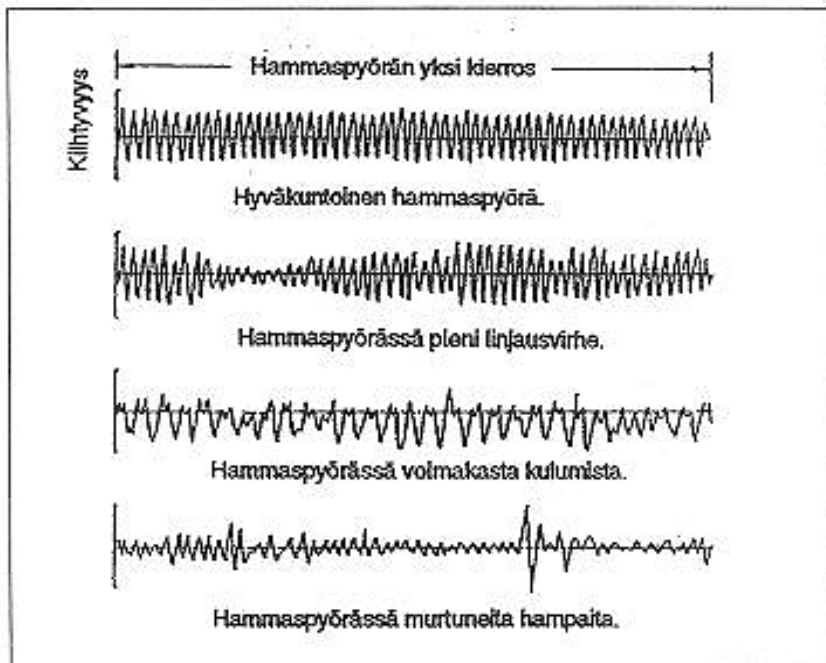 Hammaspyörän yksi kierros
Kiihtyvyys
Hyväkuntoinen hammaspyörä.
Hammaspyörässä pieni linjausvirhe.
Hammaspyörässä voimakasta kulumista.
Hammaspyörässä murtuneita hampaita.